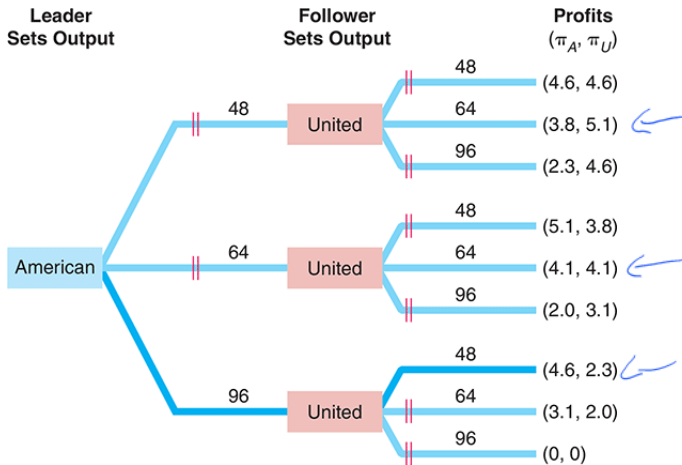 Leader
Sets Output
Follower
Sets Output
Profits
(π_A, π_U)
48
United
48
(4.6, 4.6)
64
(3.8, 5.1)
96
(2.3, 4.6)
American
64
United
48
(5.1, 3.8)
64
(4.1, 4.1)
96
(2.0, 3.1)
96
United
48
(4.6, 2.3)
64
(3.1, 2.0)
96
(0, 0)